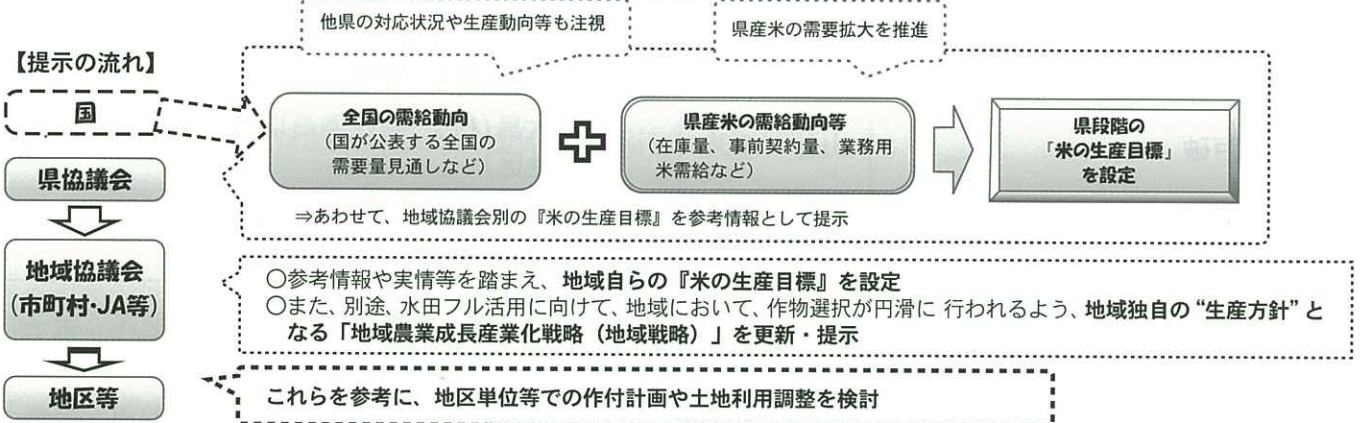 他県の対応状況や生産動向等も注視
県産米の需要拡大を推進
【提示の流れ】
国
全国の需給動向
(国が公表する全国の
需要量見通しなど)
県産米の需給動向等
(在庫量、事前契約量、業務用
米需給など)
県段階の
『米の生産目標』
を設定
県協議会
⇒あわせて、地域協議会別の『米の生産目標』を参考情報として提示
地域協議会
(市町村・JA等)
○参考情報や実情等を踏まえ、地域自らの『米の生産目標』を設定
○また、別途、水田フル活用に向けて、地域において、作物選択が円滑に 行われるよう、地域独自の“生産方針”と
なる「地域農業成長産業化戦略（地域戦略）」を更新・提示
地区等
これらを参考に、地区単位等での作付計画や土地利用調整を検討